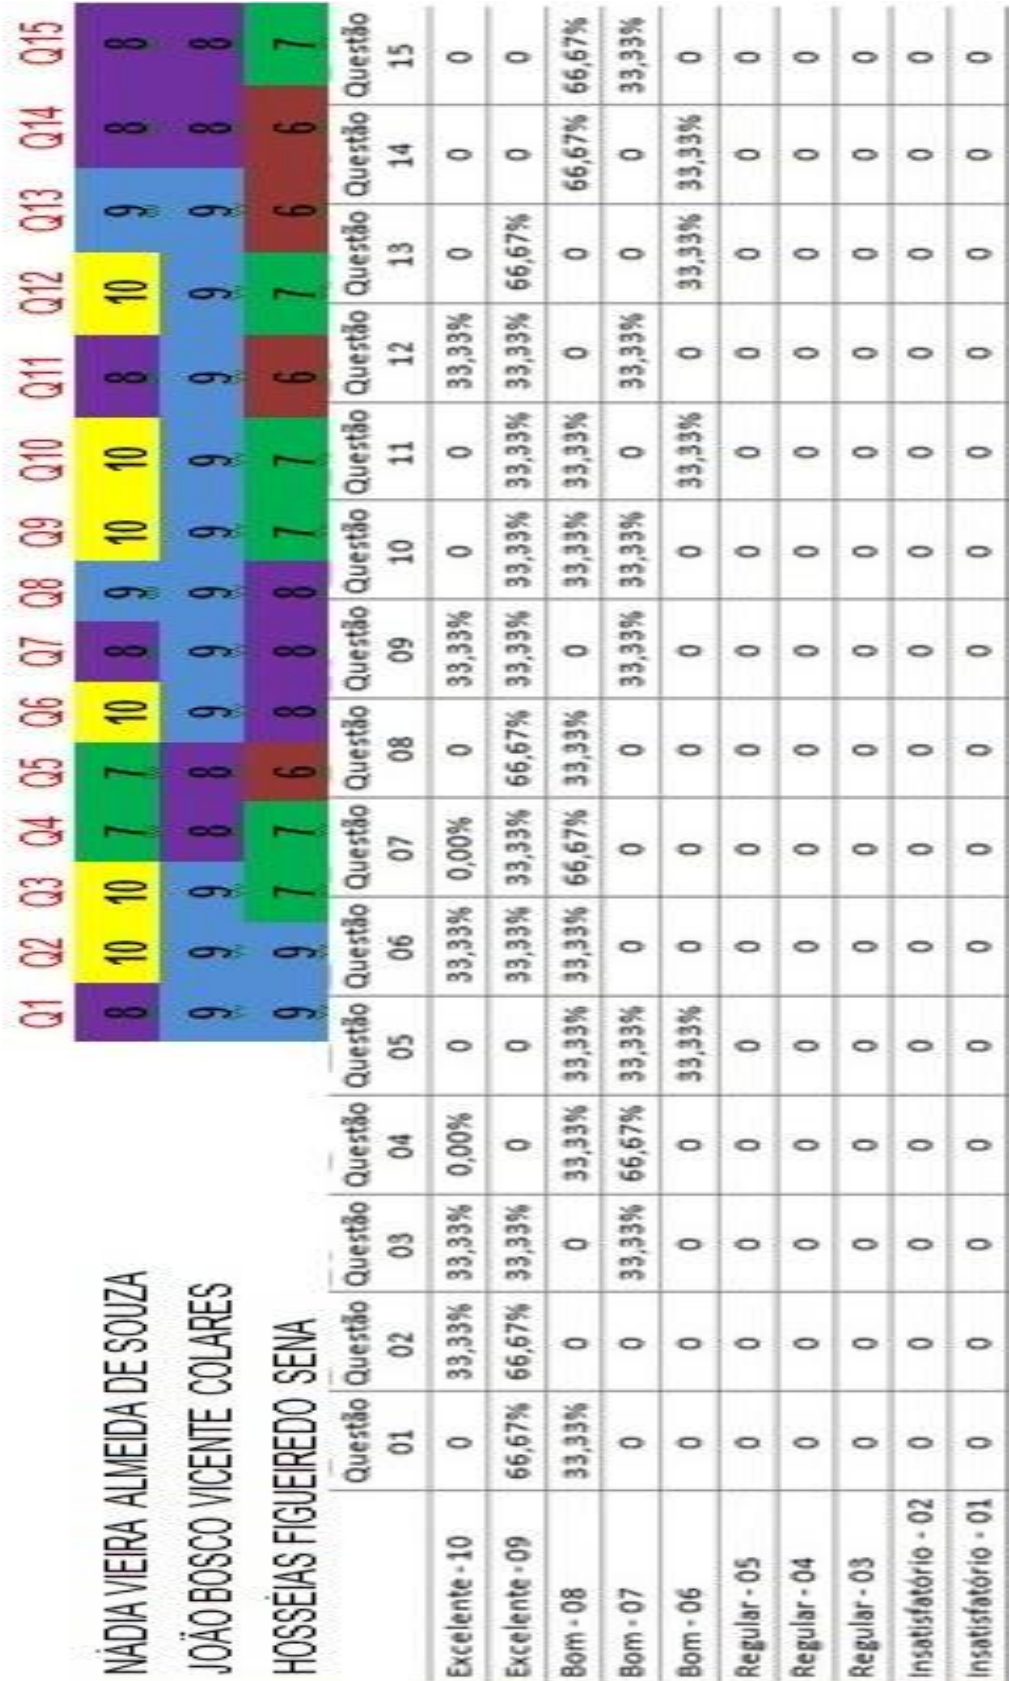 Q1 Q2 Q3 Q4 Q5 Q6 Q7 Q8 Q9 Q10 Q11 Q12 Q13 Q14 Q15
NÁDIA VIEIRA ALMEIDA DE SOUZA 8 10 10 7 7 10 8 9 10 10 8 10 9 8 8
JOÃO BOSCO VICENTE COLARES 9 9 9 8 8 9 9 9 9 9 9 9 9 8 8
HOSSÉIAS FIGUEIREDO SENA 9 9 7 7 6 8 8 8 7 7 6 7 6 6 7
Questão Questão Questão Questão Questão Questão Questão Questão Questão Questão Questão Questão Questão Questão Questão
01 02 03 04 05 06 07 08 09 10 11 12 13 14 15
Excelente - 10 0 33,33% 33,33% 0,00% 0 33,33% 0,00% 0 33,33% 0 0 33,33% 0 0 0
Excelente - 09 66,67% 66,67% 33,33% 0 0 33,33% 33,33% 66,67% 33,33% 33,33% 33,33% 33,33% 66,67% 0 0
Bom - 08 33,33% 0 0 33,33% 33,33% 33,33% 66,67% 33,33% 0 33,33% 33,33% 0 0 66,67% 66,67%
Bom - 07 0 0 33,33% 66,67% 33,33% 0 0 0 33,33% 33,33% 0 33,33% 0 0 33,33%
Bom - 06 0 0 0 0 33,33% 0 0 0 0 0 33,33% 0 33,33% 33,33% 0
Regular - 05 0 0 0 0 0 0 0 0 0 0 0 0 0 0 0
Regular - 04 0 0 0 0 0 0 0 0 0 0 0 0 0 0 0
Regular - 03 0 0 0 0 0 0 0 0 0 0 0 0 0 0 0
Insatisfatório - 02 0 0 0 0 0 0 0 0 0 0 0 0 0 0 0
Insatisfatório - 01 0 0 0 0 0 0 0 0 0 0 0 0 0 0 0